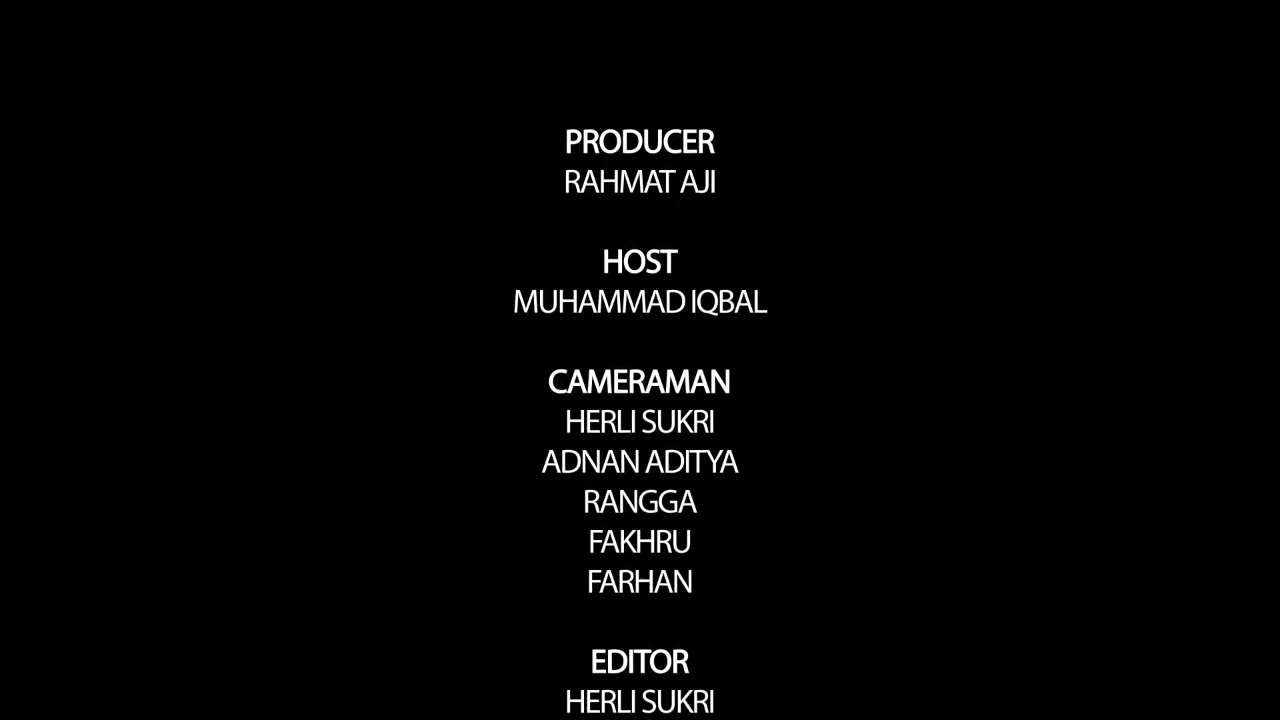 PRODUCER
RAHMAT AJI
HOST
MUHAMMAD IQBAL
CAMERAMAN
HERLI SUKRI
ADNAN ADITYA
RANGGA
FAKHRU
FARHAN
EDITOR
HERLI SUKRI